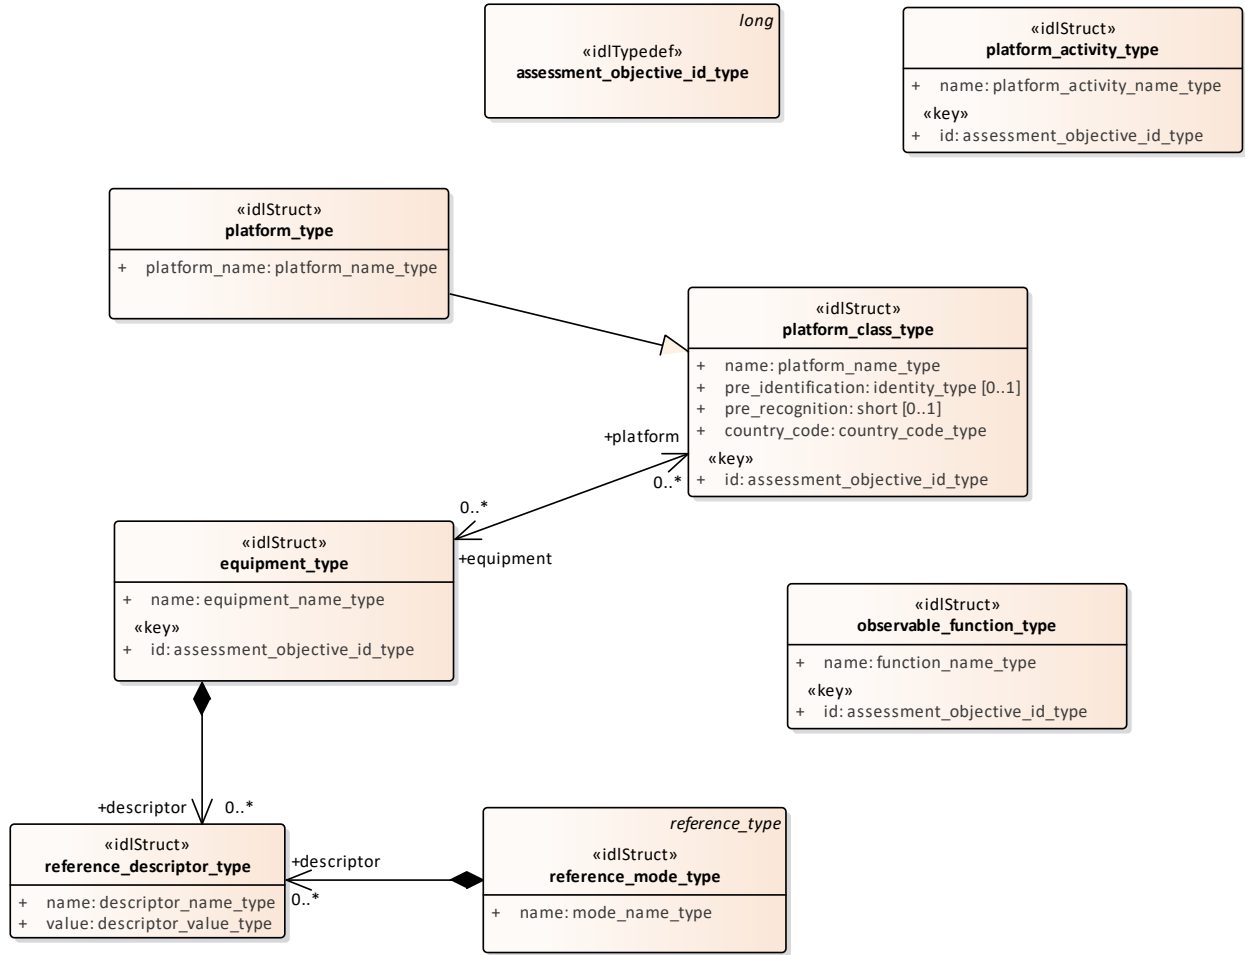 long
«idlTypedef»
assessment_objective_id_type
«idlStruct»
platform_activity_type
+ name: platform_activity_name_type
«key»
+ id: assessment_objective_id_type
«idlStruct»
platform_type
+ platform_name: platform_name_type
«idlStruct»
platform_class_type
+ name: platform_name_type
+ pre_identification: identity_type [0..1]
+ pre_recognition: short [0..1]
+ country_code: country_code_type
«key»
+ id: assessment_objective_id_type
+platform
0..*
0..*
+equipment
«idlStruct»
equipment_type
+ name: equipment_name_type
«key»
+ id: assessment_objective_id_type
«idlStruct»
observable_function_type
+ name: function_name_type
«key»
+ id: assessment_objective_id_type
+descriptor 0..*
«idlStruct»
reference_descriptor_type
+ name: descriptor_name_type
+ value: descriptor_value_type
+descriptor
0..*
reference_type
«idlStruct»
reference_mode_type
+ name: mode_name_type